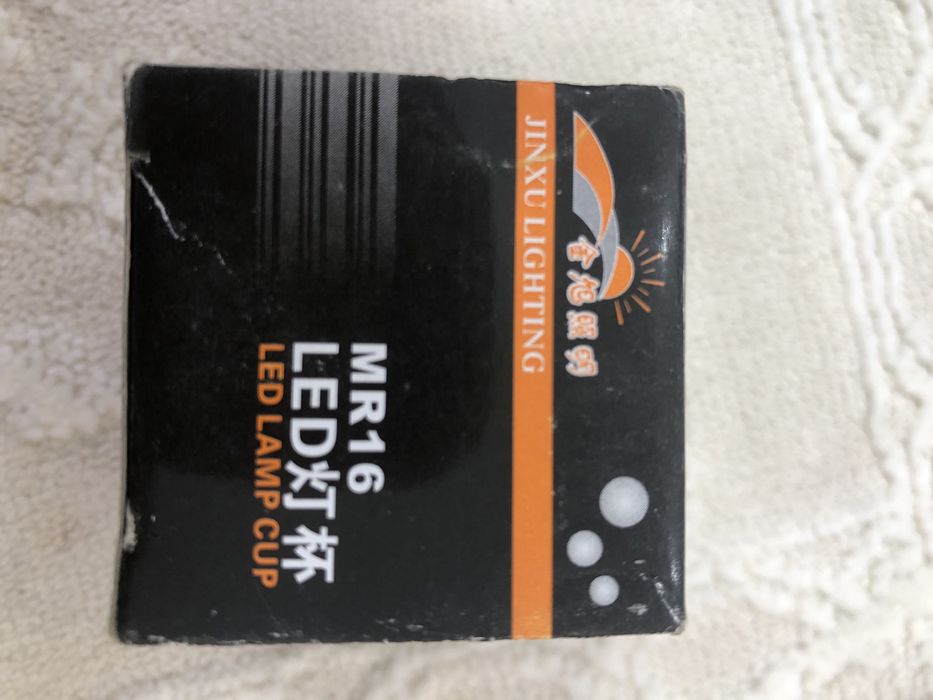 金旭照明
JINXU LIGHTING
MR16
LED灯杯
LED LAMP CUP